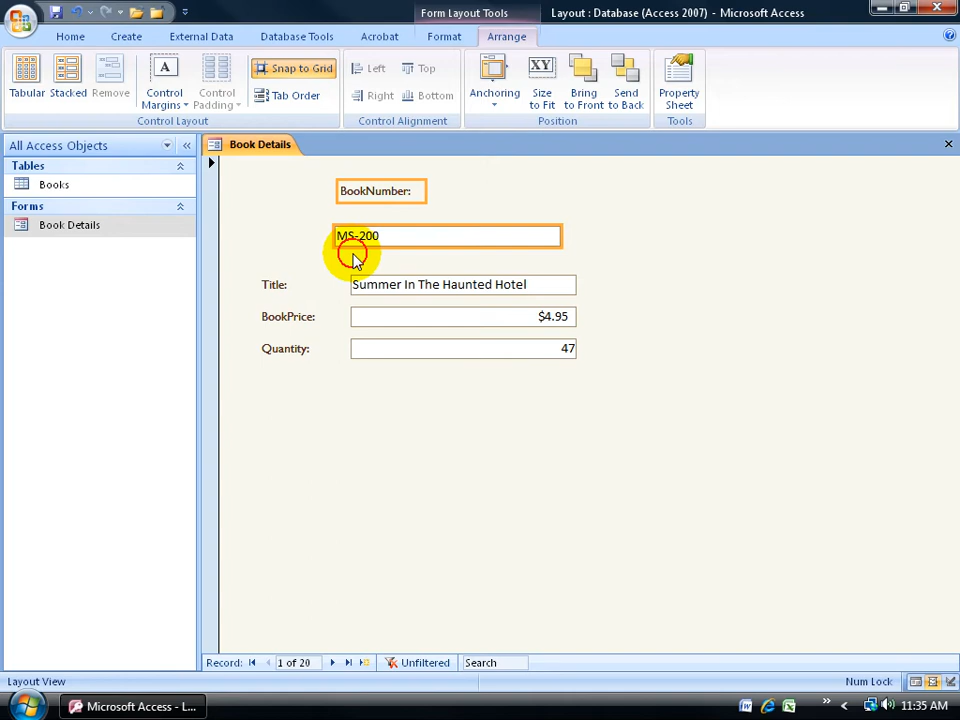 Form Layout Tools
Layout : Database (Access 2007) - Microsoft Access
Home
Create
External Data
Database Tools
Acrobat
Format
Arrange
Tabular
Stacked
Remove
Control Margins
Control Padding
Snap to Grid
Tab Order
Control Layout
Left
Top
Right
Bottom
Control Alignment
Anchoring
Size to Fit
Bring to Front
Send to Back
Position
Property Sheet
Tools
All Access Objects
Tables
Books
Forms
Book Details
Book Details
BookNumber:
MS-200
Title:
Summer In The Haunted Hotel
BookPrice:
$4.95
Quantity:
47
Record:
1 of 20
Unfiltered
Search
Layout View
Num Lock
Microsoft Access - L...
11:35 AM